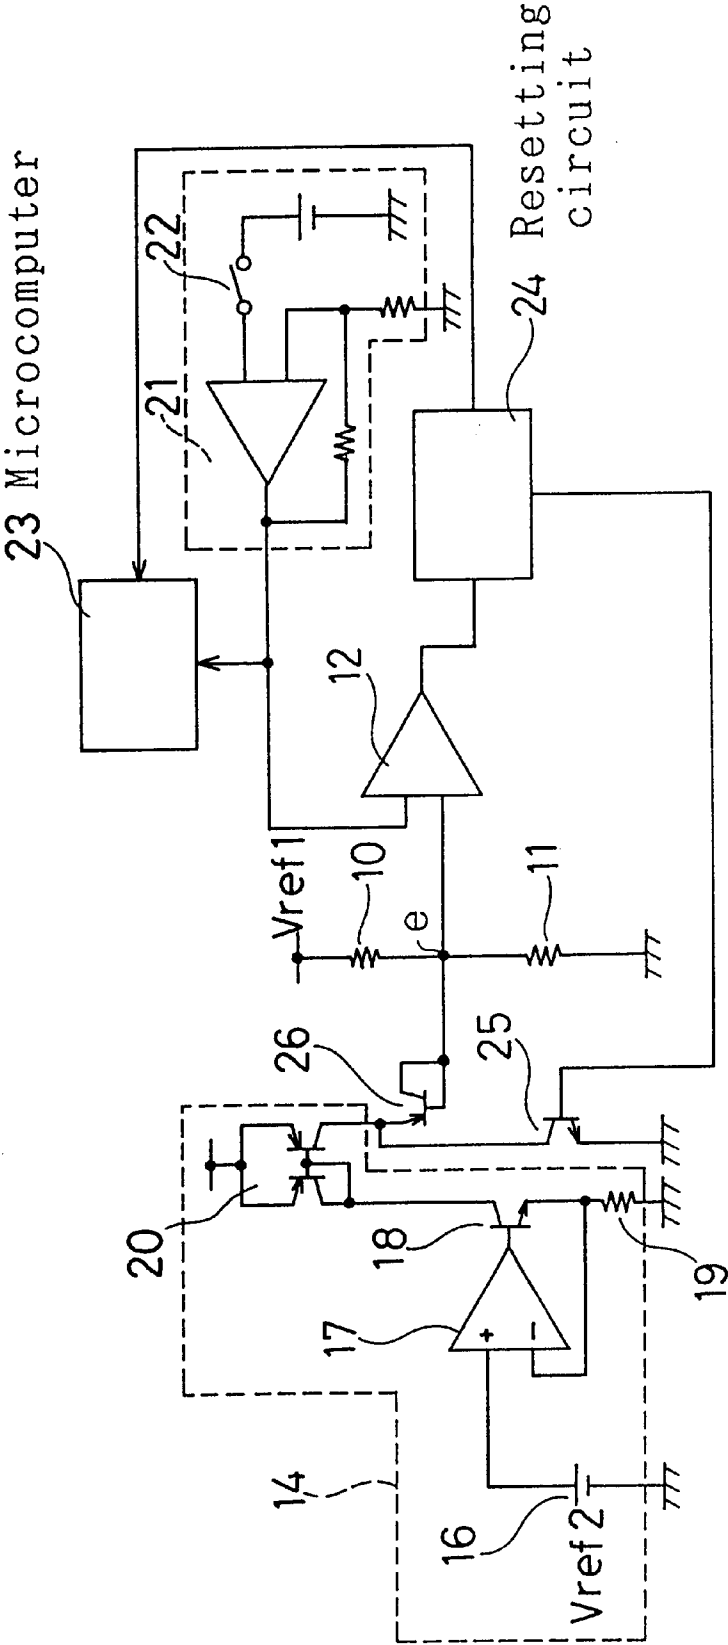 23 Microcomputer
21
22
24 Resetting
circuit
12
Vref1
10
e
11
26
25
20
18
17
19
14
16
Vref2
+
−